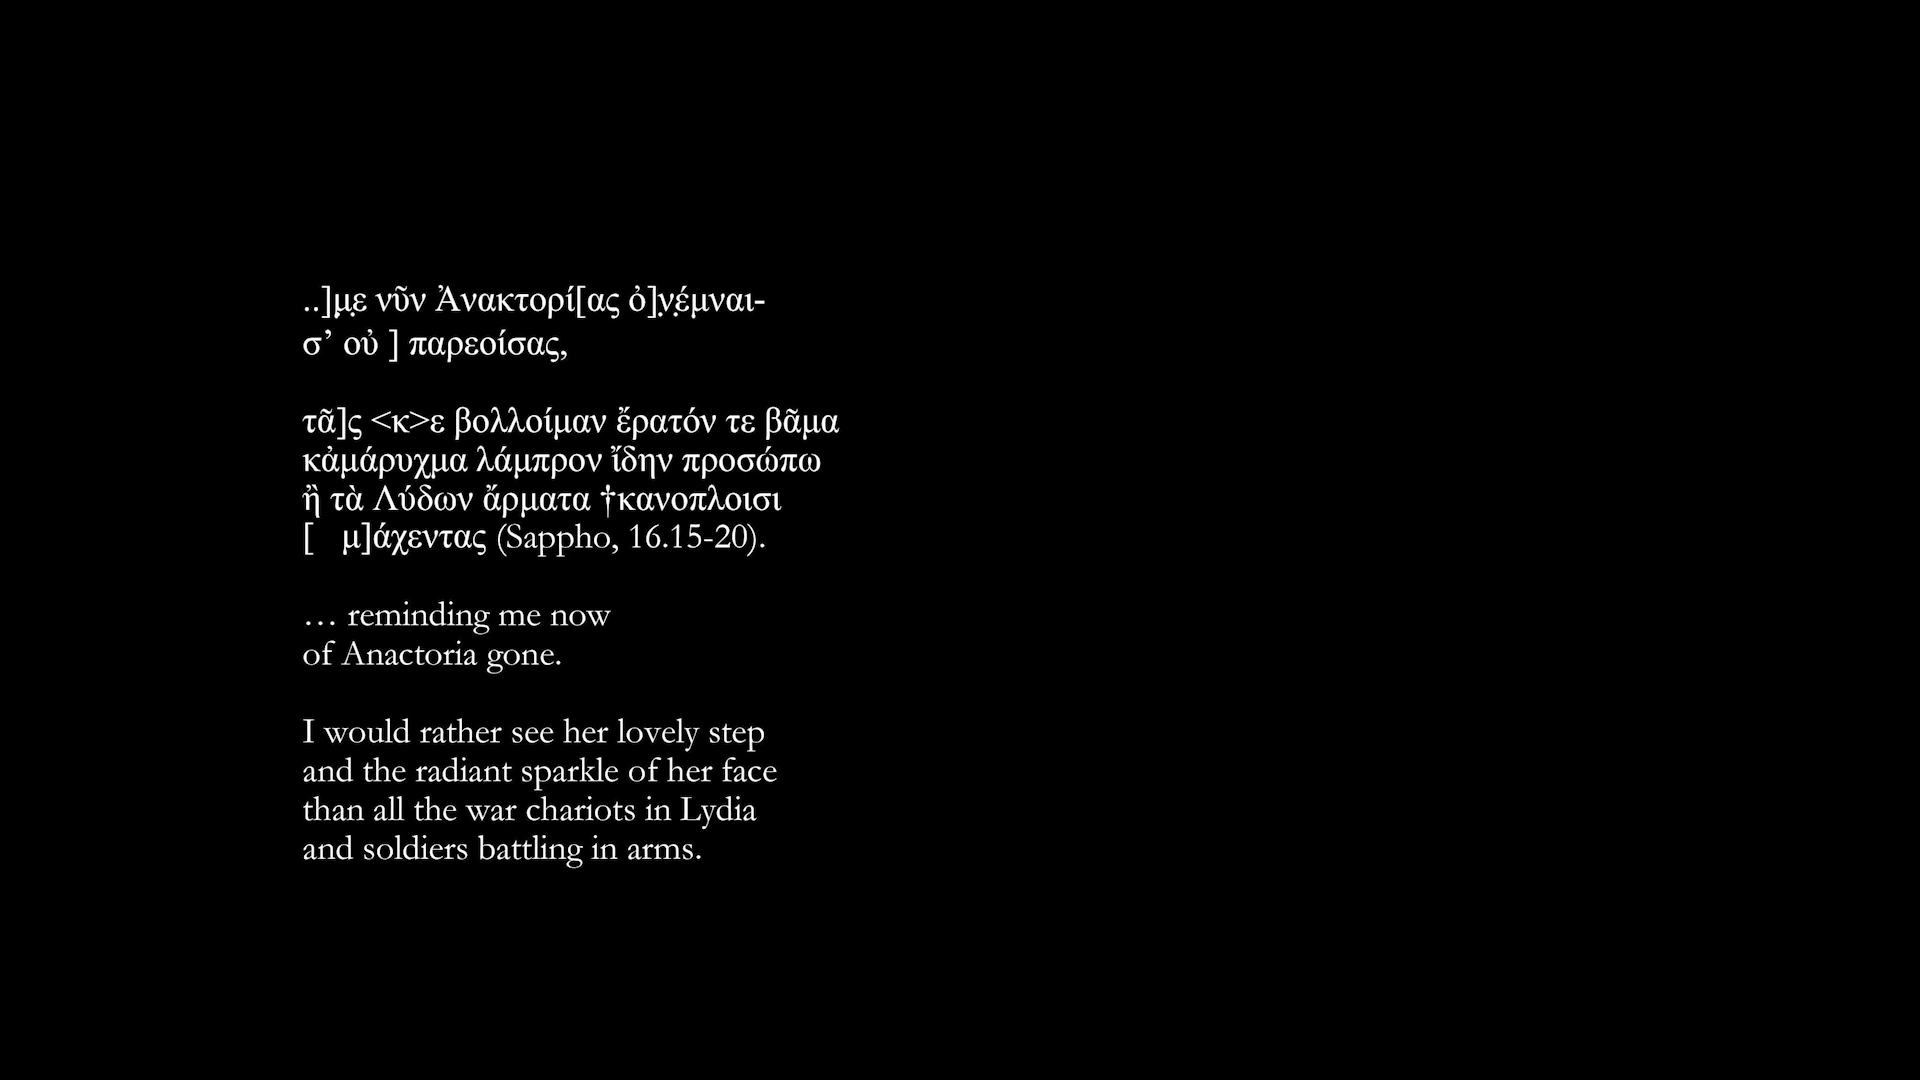 ..]μ̣ε̣ νῦν Ἀνακτορί[ας ὀ]ν̣έ̣μναι-
σ’ οὐ ] παρεοίσας,
τᾶ]ς <κ>ε βολλοίμαν ἔρατόν τε βᾶμα
κἀμάρυχμα λάμπρον ἴδην προσώπω
ἢ τὰ Λύδων ἄρματα †κανοπλοισι
[ μ]άχεντας (Sappho, 16.15-20).
… reminding me now
of Anactoria gone.
I would rather see her lovely step
and the radiant sparkle of her face
than all the war chariots in Lydia
and soldiers battling in arms.